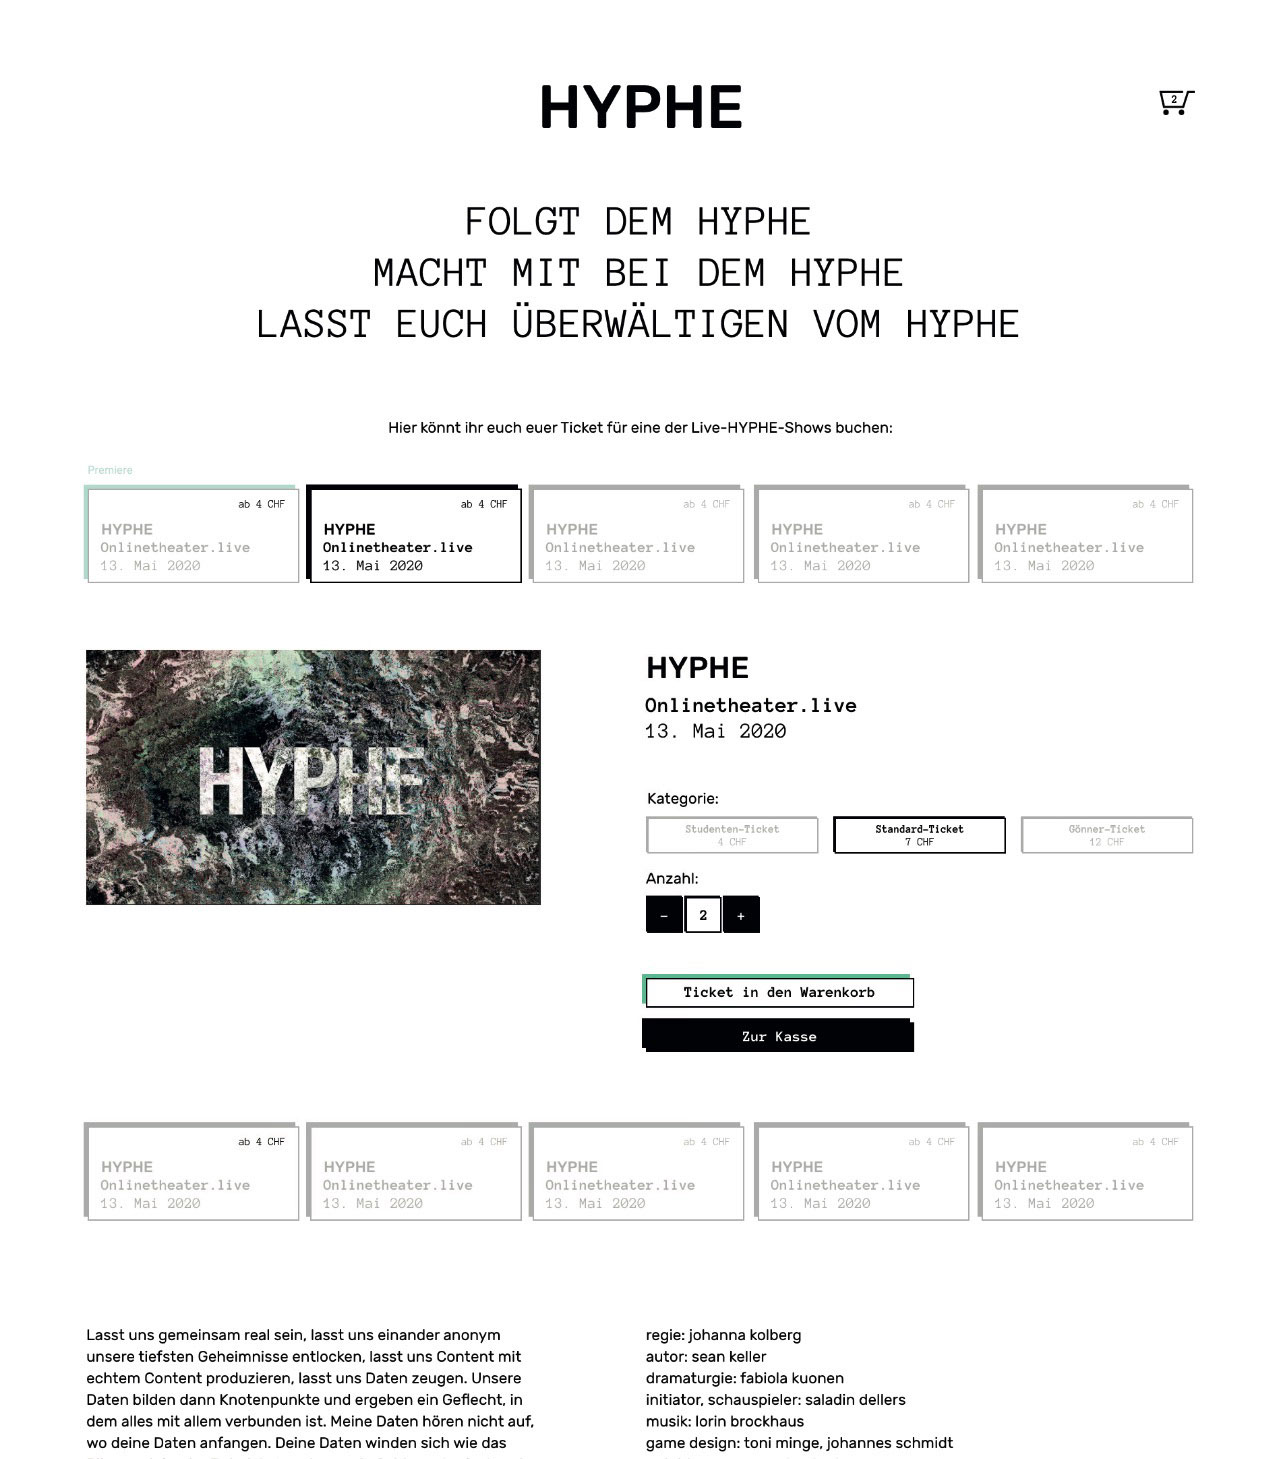 HYPHE
2
FOLGT DEM HYPHE
MACHT MIT BEI DEM HYPHE
LASST EUCH ÜBERWÄLTIGEN VOM HYPHE
Hier könnt ihr euch euer Ticket für eine der Live-HYPHE-Shows buchen:
Premiere
ab 4 CHF
HYPHE
Onlinetheater.live
13. Mai 2020
ab 4 CHF
HYPHE
Onlinetheater.live
13. Mai 2020
ab 4 CHF
HYPHE
Onlinetheater.live
13. Mai 2020
ab 4 CHF
HYPHE
Onlinetheater.live
13. Mai 2020
ab 4 CHF
HYPHE
Onlinetheater.live
13. Mai 2020
HYPHE
HYPHE
Onlinetheater.live
13. Mai 2020
Kategorie:
Studenten-Ticket
4 CHF
Standard-Ticket
7 CHF
Gönner-Ticket
12 CHF
Anzahl:
- 2 +
Ticket in den Warenkorb
Zur Kasse
ab 4 CHF
HYPHE
Onlinetheater.live
13. Mai 2020
ab 4 CHF
HYPHE
Onlinetheater.live
13. Mai 2020
ab 4 CHF
HYPHE
Onlinetheater.live
13. Mai 2020
ab 4 CHF
HYPHE
Onlinetheater.live
13. Mai 2020
ab 4 CHF
HYPHE
Onlinetheater.live
13. Mai 2020
Lasst uns gemeinsam real sein, lasst uns einander anonym
unsere tiefsten Geheimnisse entlocken, lasst uns Content mit
echtem Content produzieren, lasst uns Daten zeugen. Unsere
Daten bilden dann Knotenpunkte und ergeben ein Geflecht, in
dem alles mit allem verbunden ist. Meine Daten hören nicht auf,
wo deine Daten anfangen. Deine Daten winden sich wie das
regie: johanna kolberg
autor: sean keller
dramaturgie: fabiola kuonen
initiator, schauspieler: saladin dellers
musik: lorin brockhaus
game design: toni minge, johannes schmidt